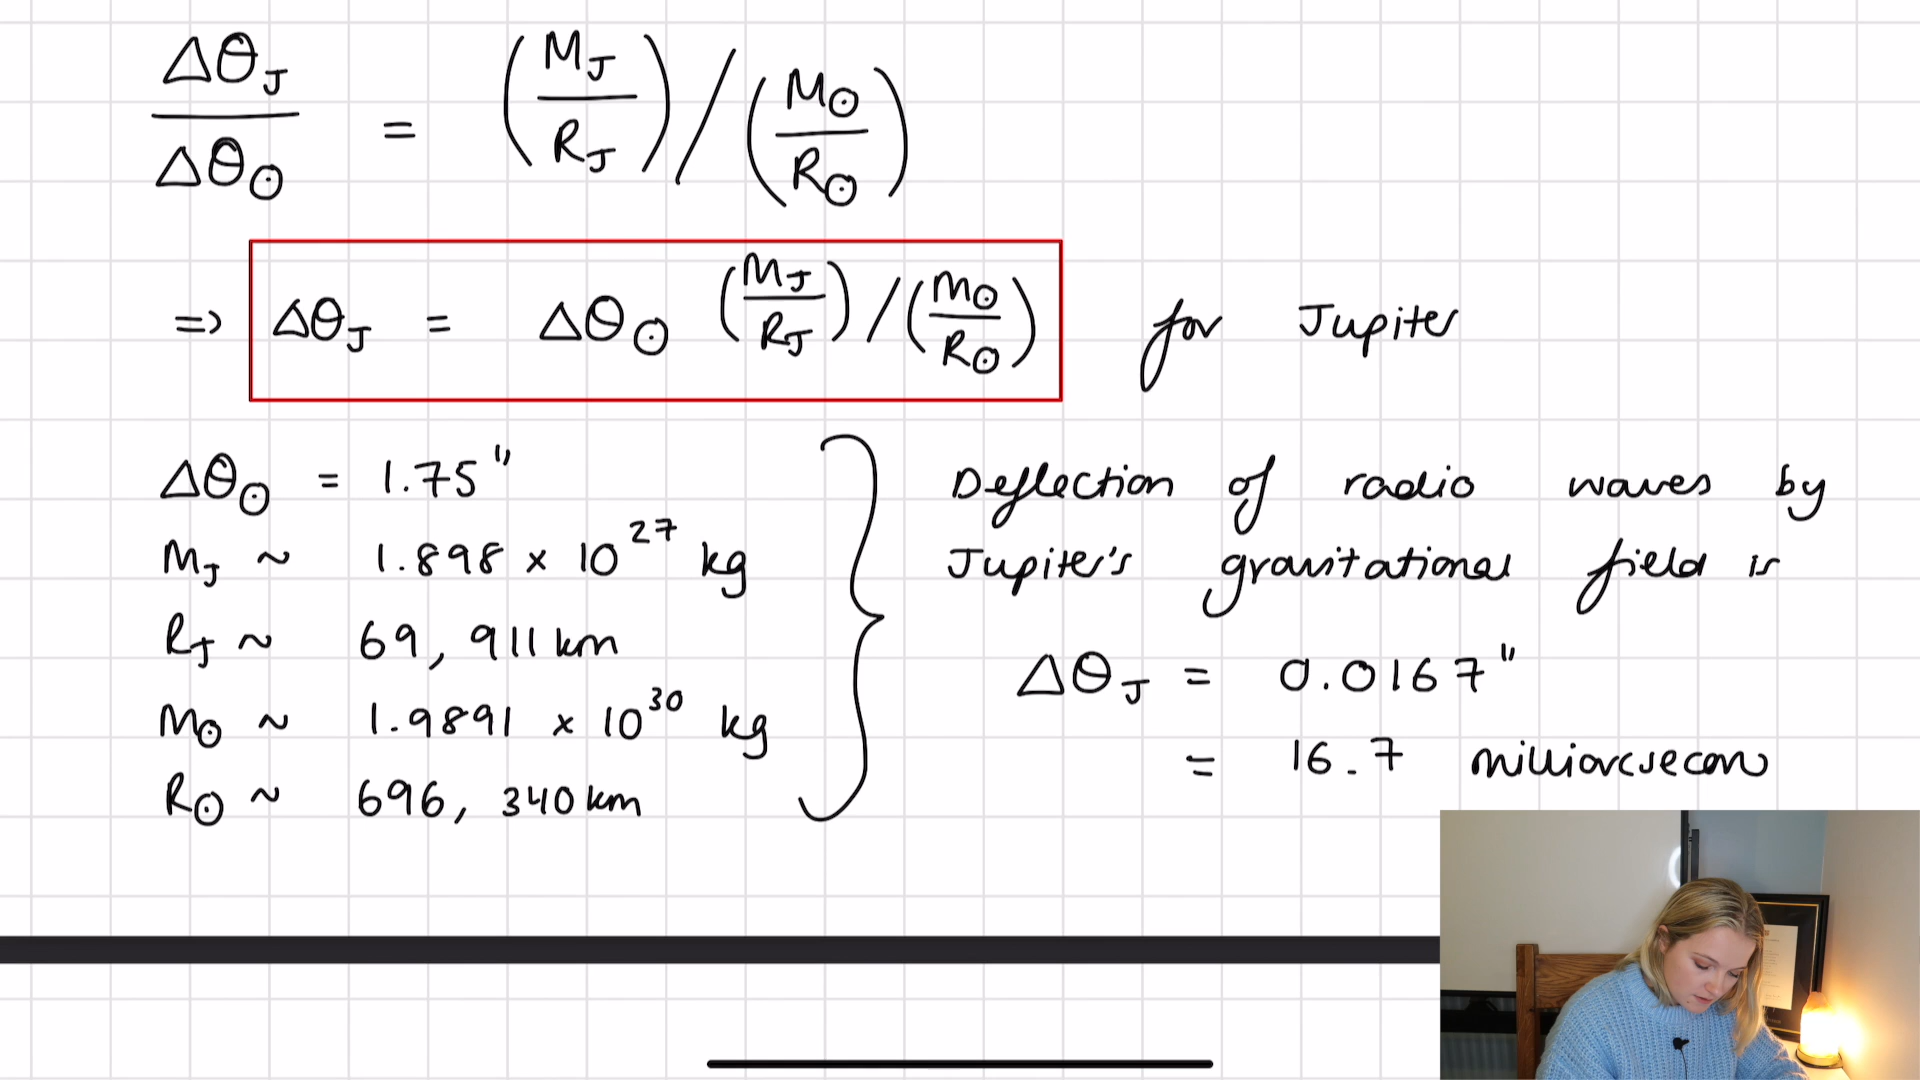 ΔθJ / Δθ☉ = (MJ / RJ) / (M☉ / R☉)
=> ΔθJ = Δθ☉ (MJ / RJ) / (M☉ / R☉) for Jupiter
Δθ☉ = 1.75"
MJ ~ 1.898 x 10^27 kg
RJ ~ 69, 911 km
M☉ ~ 1.9891 x 10^30 kg
R☉ ~ 696, 340 km
Deflection of radio waves by
Jupiter's gravitational field is
ΔθJ = 0.0167"
= 16.7